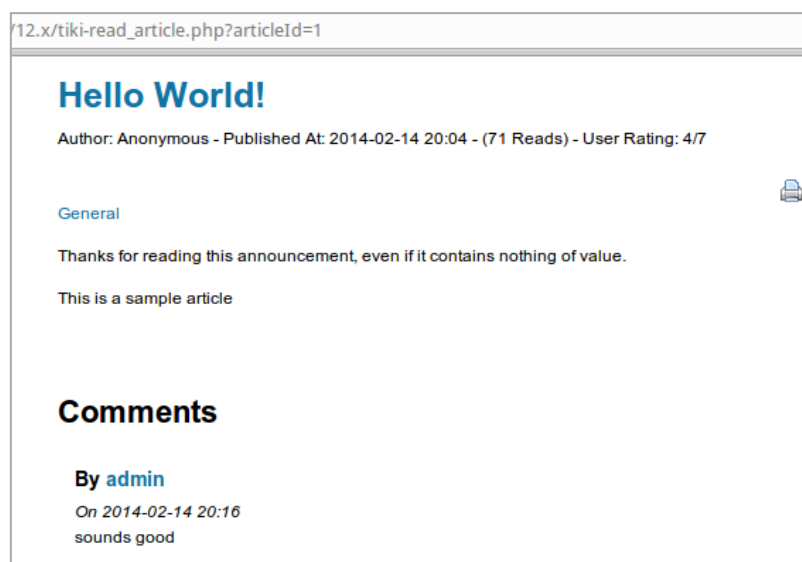 /12.x/tiki-read_article.php?articleId=1
Hello World!
Author: Anonymous - Published At: 2014-02-14 20:04 - (71 Reads) - User Rating: 4/7
General
Thanks for reading this announcement, even if it contains nothing of value.
This is a sample article
Comments
By admin
On 2014-02-14 20:16
sounds good